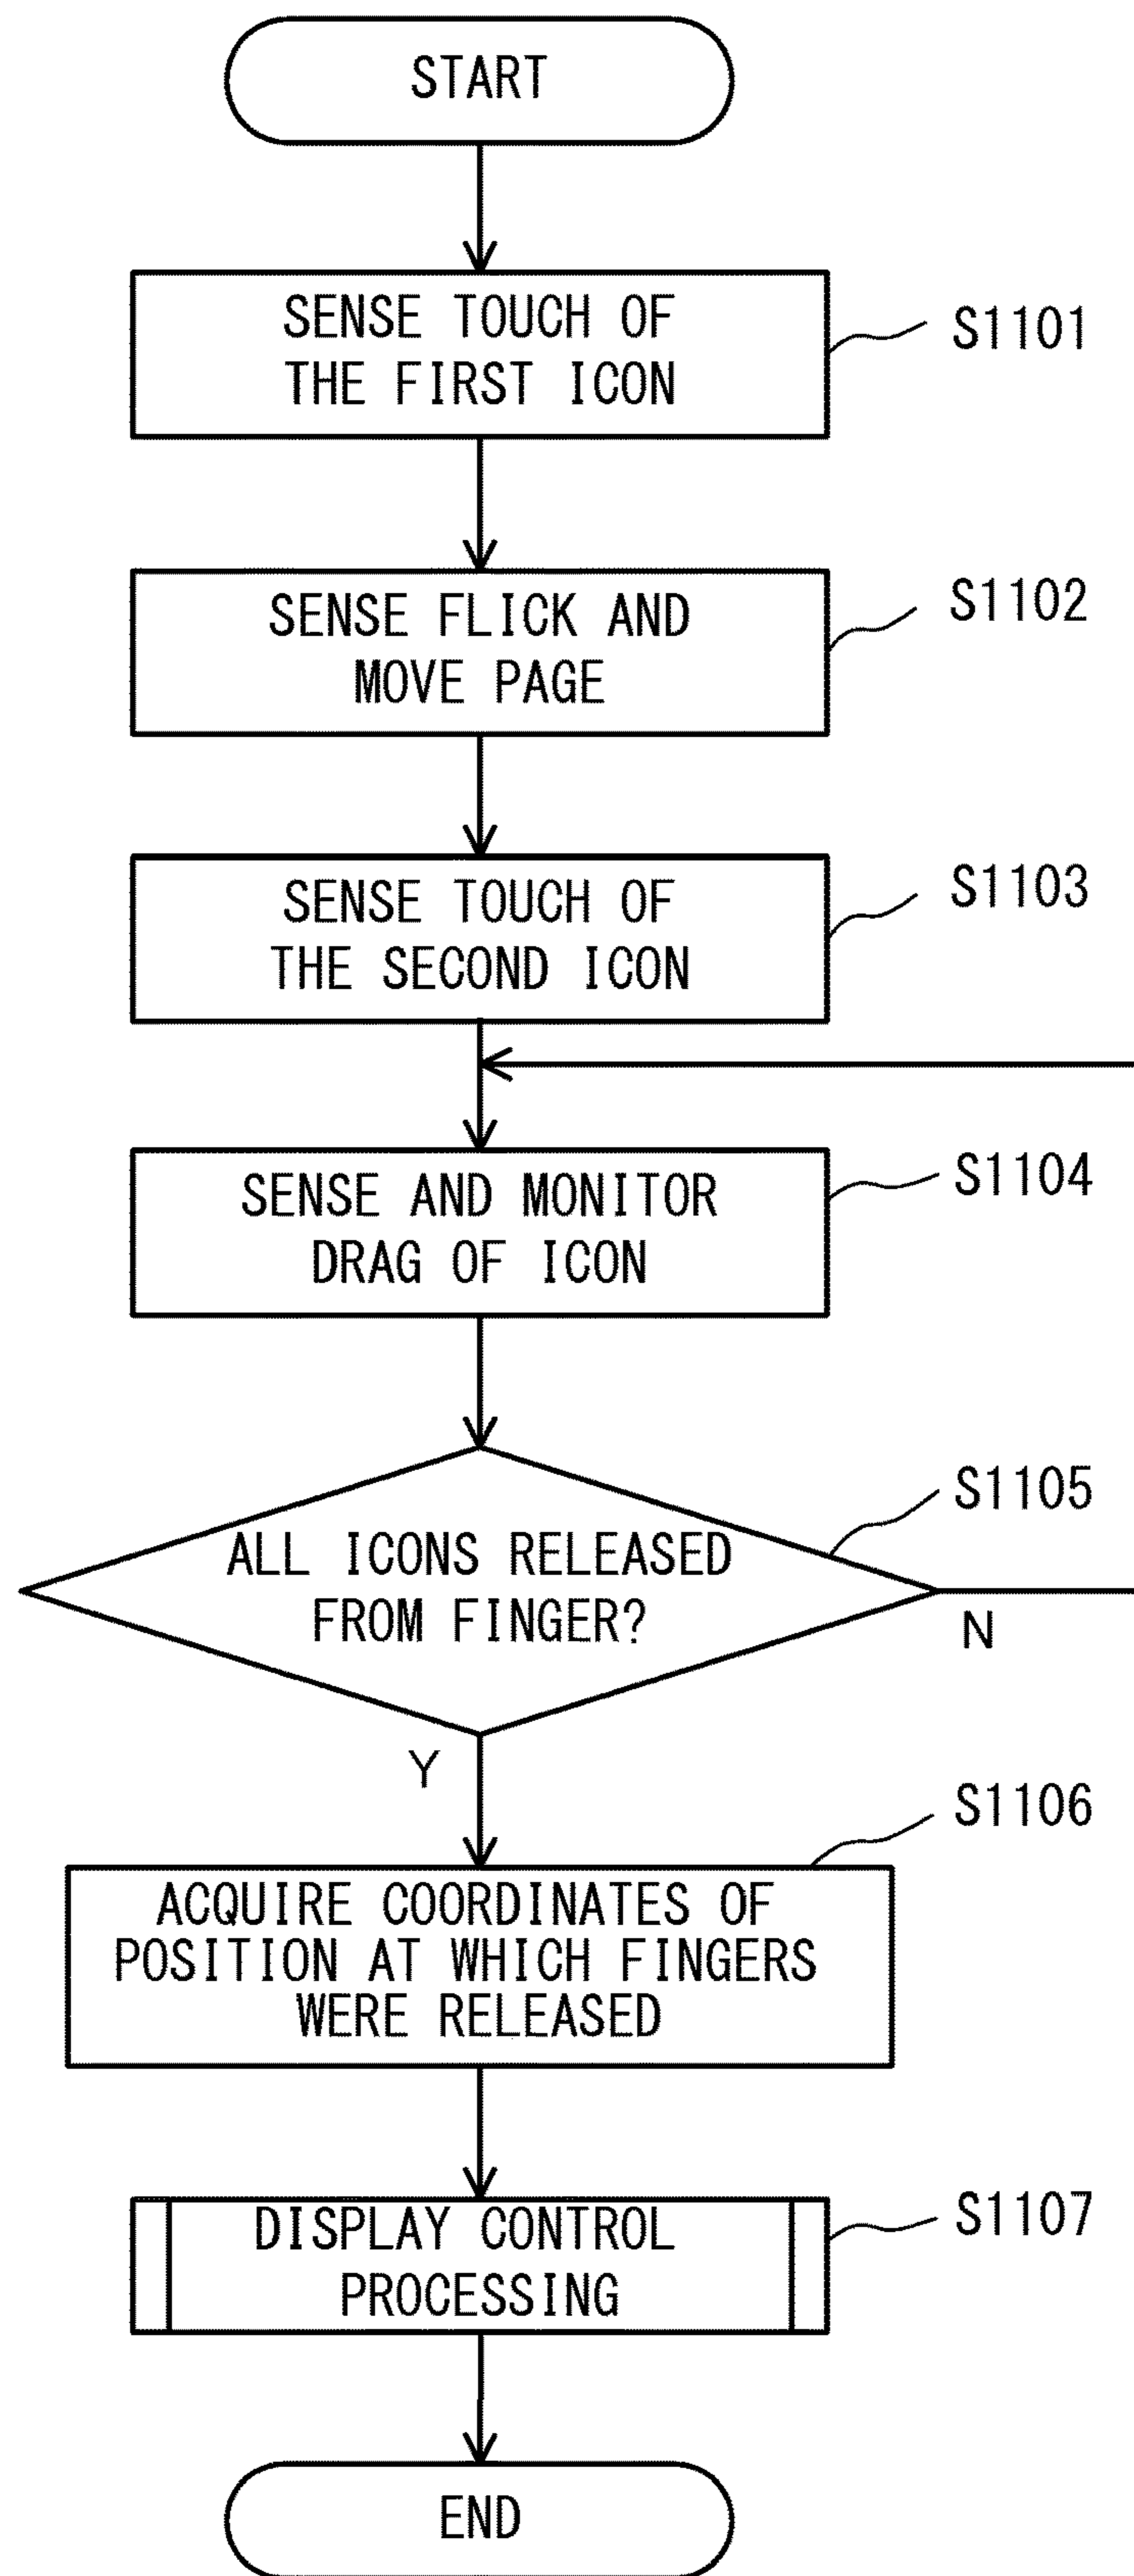 START
SENSE TOUCH OF
THE FIRST ICON
S1101
SENSE FLICK AND
MOVE PAGE
S1102
SENSE TOUCH OF
THE SECOND ICON
S1103
SENSE AND MONITOR
DRAG OF ICON
S1104
ALL ICONS RELEASED
FROM FINGER?
S1105
N
Y
S1106
ACQUIRE COORDINATES OF
POSITION AT WHICH FINGERS
WERE RELEASED
DISPLAY CONTROL
PROCESSING
S1107
END